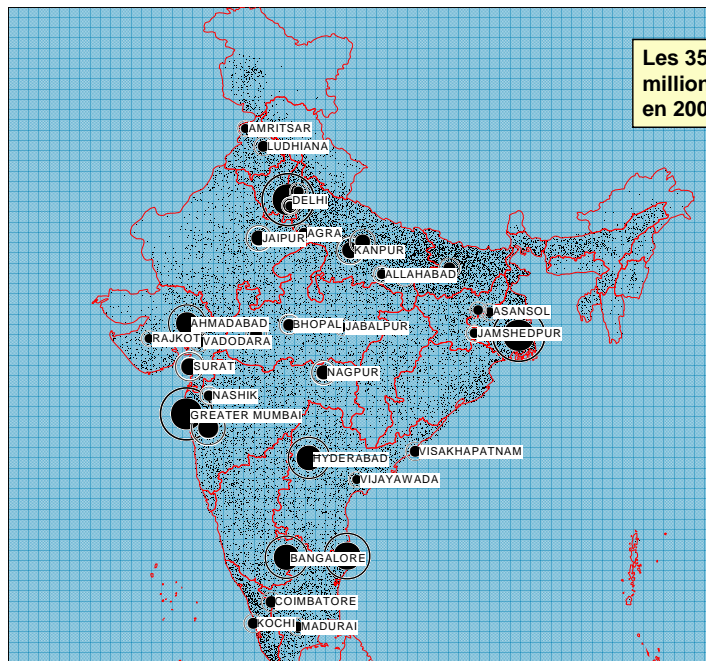 Les 35
million
en 200
AMRITSAR
LUDHIANA
DELHI
JAIPUR
AGRA
KANPUR
ALLAHABAD
ASANSOL
AHMADABAD
BHOPAL
JABALPUR
JAMSHEDPUR
RAJKOT
VADODARA
SURAT
NAGPUR
NASHIK
GREATER MUMBAI
VISAKHAPATNAM
HYDERABAD
VIJAYAWADA
BANGALORE
COIMBATORE
KOCHI
MADURAI